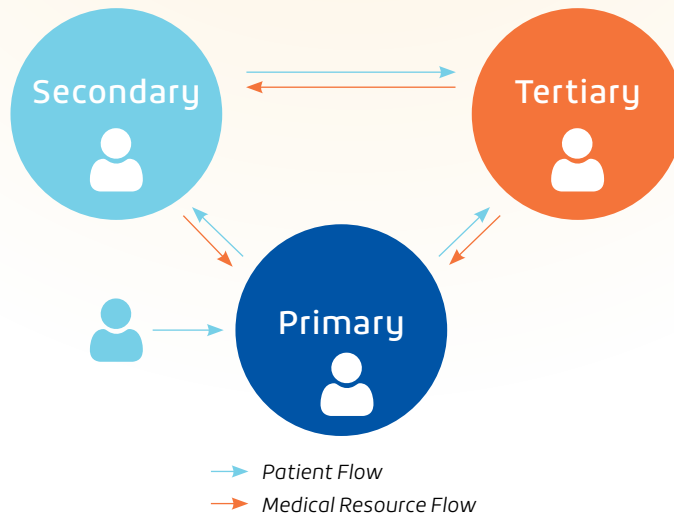 Secondary
Tertiary
Primary
Patient Flow
Medical Resource Flow